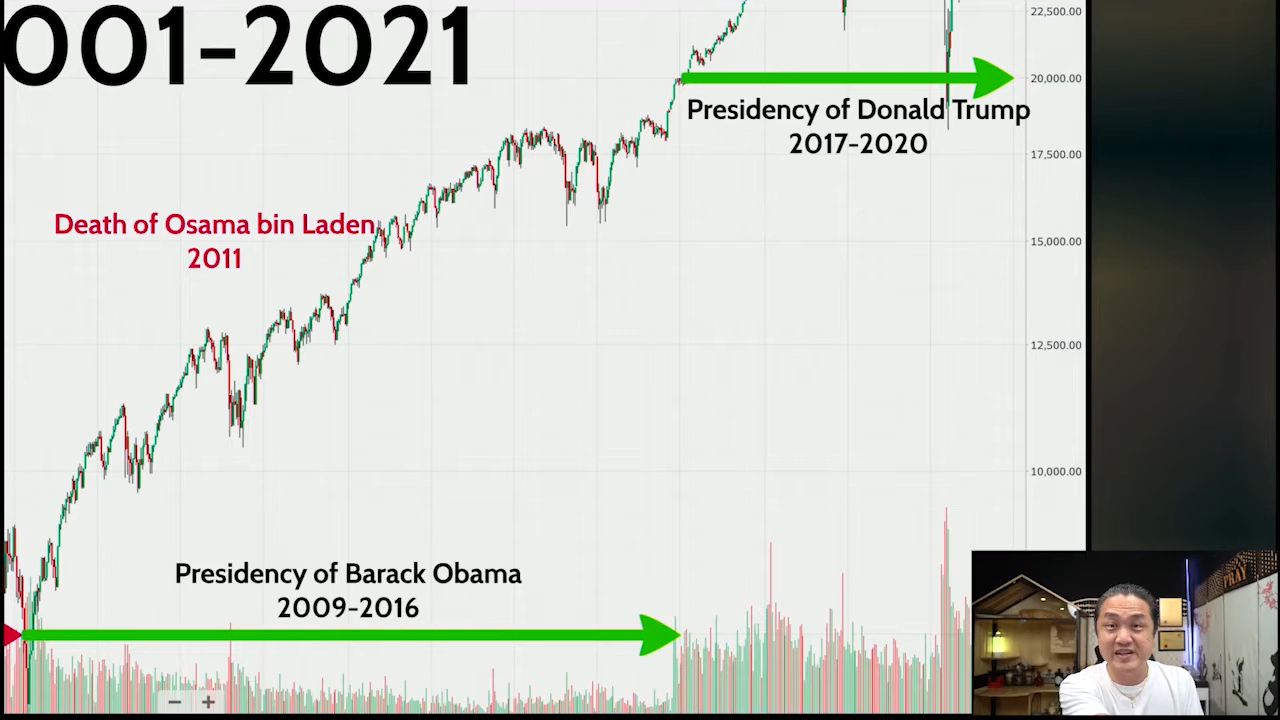 001-2021
22,500.00
20,000.00
Presidency of Donald Trump
2017-2020
17,500.00
Death of Osama bin Laden
2011
15,000.00
12,500.00
10,000.00
Presidency of Barack Obama
2009-2016
− +
PRAY